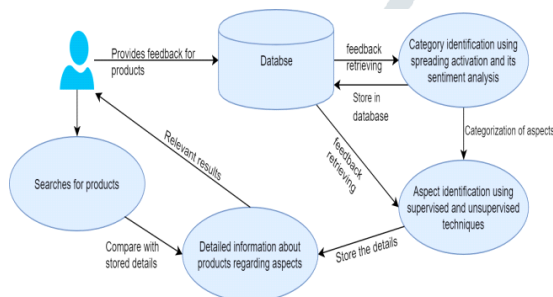 Provides feedback for
products
Databse
feedback
retrieving
Store in
database
Category identification using
spreading activation and its
sentiment analysis
Categorization of aspects
Relevant results
feedback
retrieving
Searches for products
Aspect identification using
supervised and unsupervised
techniques
Compare with
stored details
Detailed information about
products regarding aspects
Store the details